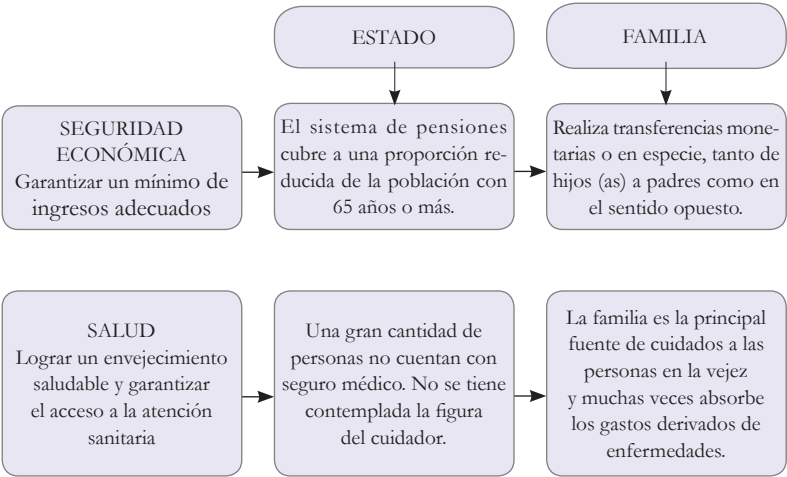 ESTADO
FAMILIA
SEGURIDAD
ECONÓMICA
Garantizar un mínimo de
ingresos adecuados
El sistema de pensiones
cubre a una proporción re-
ducida de la población con
65 años o más.
Realiza transferencias mone-
tarias o en especie, tanto de
hijos (as) a padres como en
el sentido opuesto.
SALUD
Lograr un envejecimiento
saludable y garantizar
el acceso a la atención
sanitaria
Una gran cantidad de
personas no cuentan con
seguro médico. No se tiene
contemplada la figura
del cuidador.
La familia es la principal
fuente de cuidados a las
personas en la vejez
y muchas veces absorbe
los gastos derivados de
enfermedades.